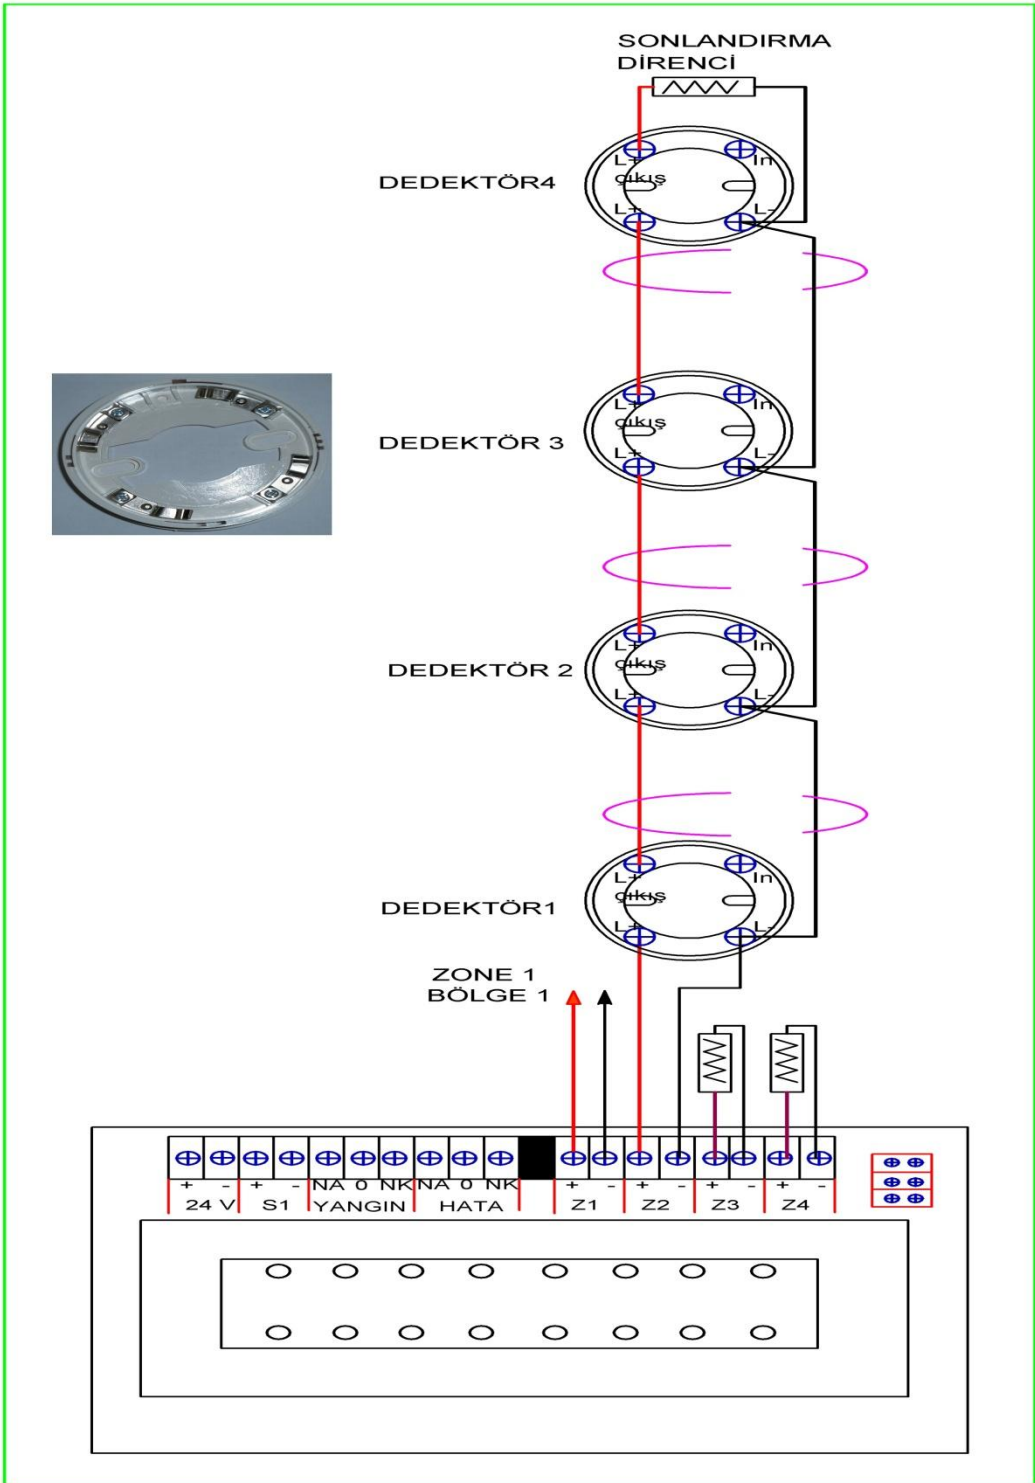 SONLANDIRMA
DİRENCİ
L+ In
DEDEKTÖR4
çıkış
L+ L-
L+ In
DEDEKTÖR 3
çıkış
L+ L-
L+ In
DEDEKTÖR 2
çıkış
L+ L-
L+ In
DEDEKTÖR1
çıkış
L+ L-
ZONE 1
BÖLGE 1
+ - + - NA 0 NK NA 0 NK + - + - + - + -
24 V S1 YANGIN HATA Z1 Z2 Z3 Z4